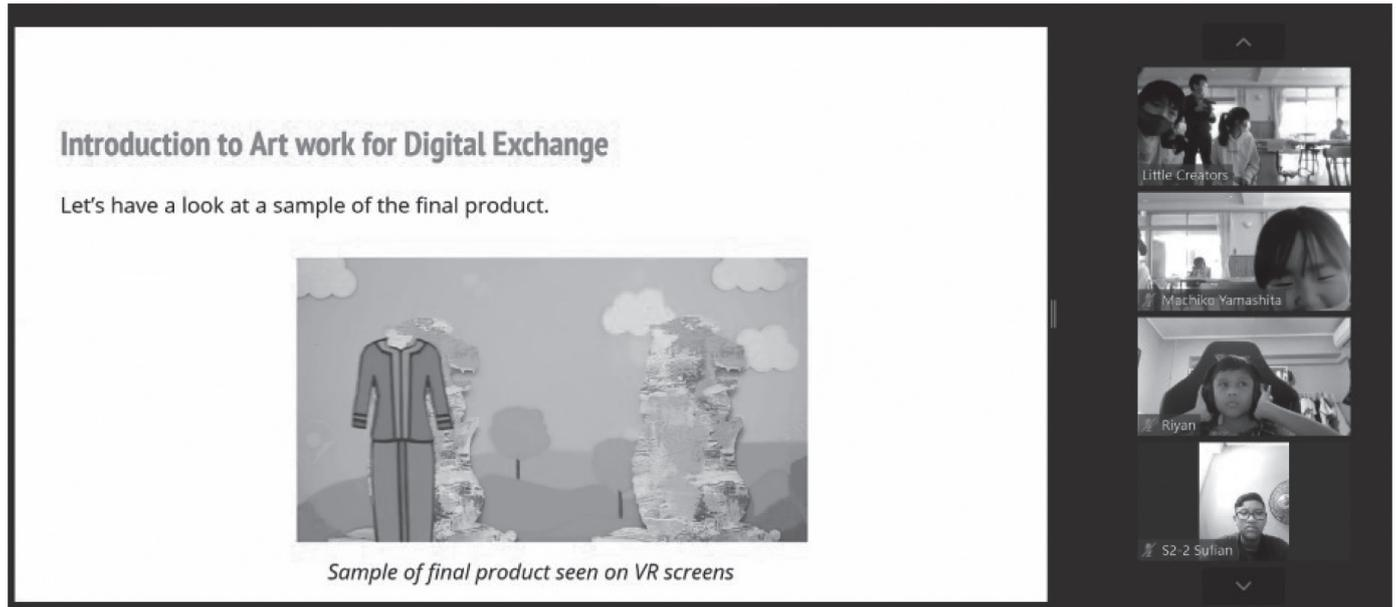 Introduction to Art work for Digital Exchange
Let's have a look at a sample of the final product.
Sample of final product seen on VR screens
Little Creators
Machiko Yamashita
Riyan
S2-2 Sufian